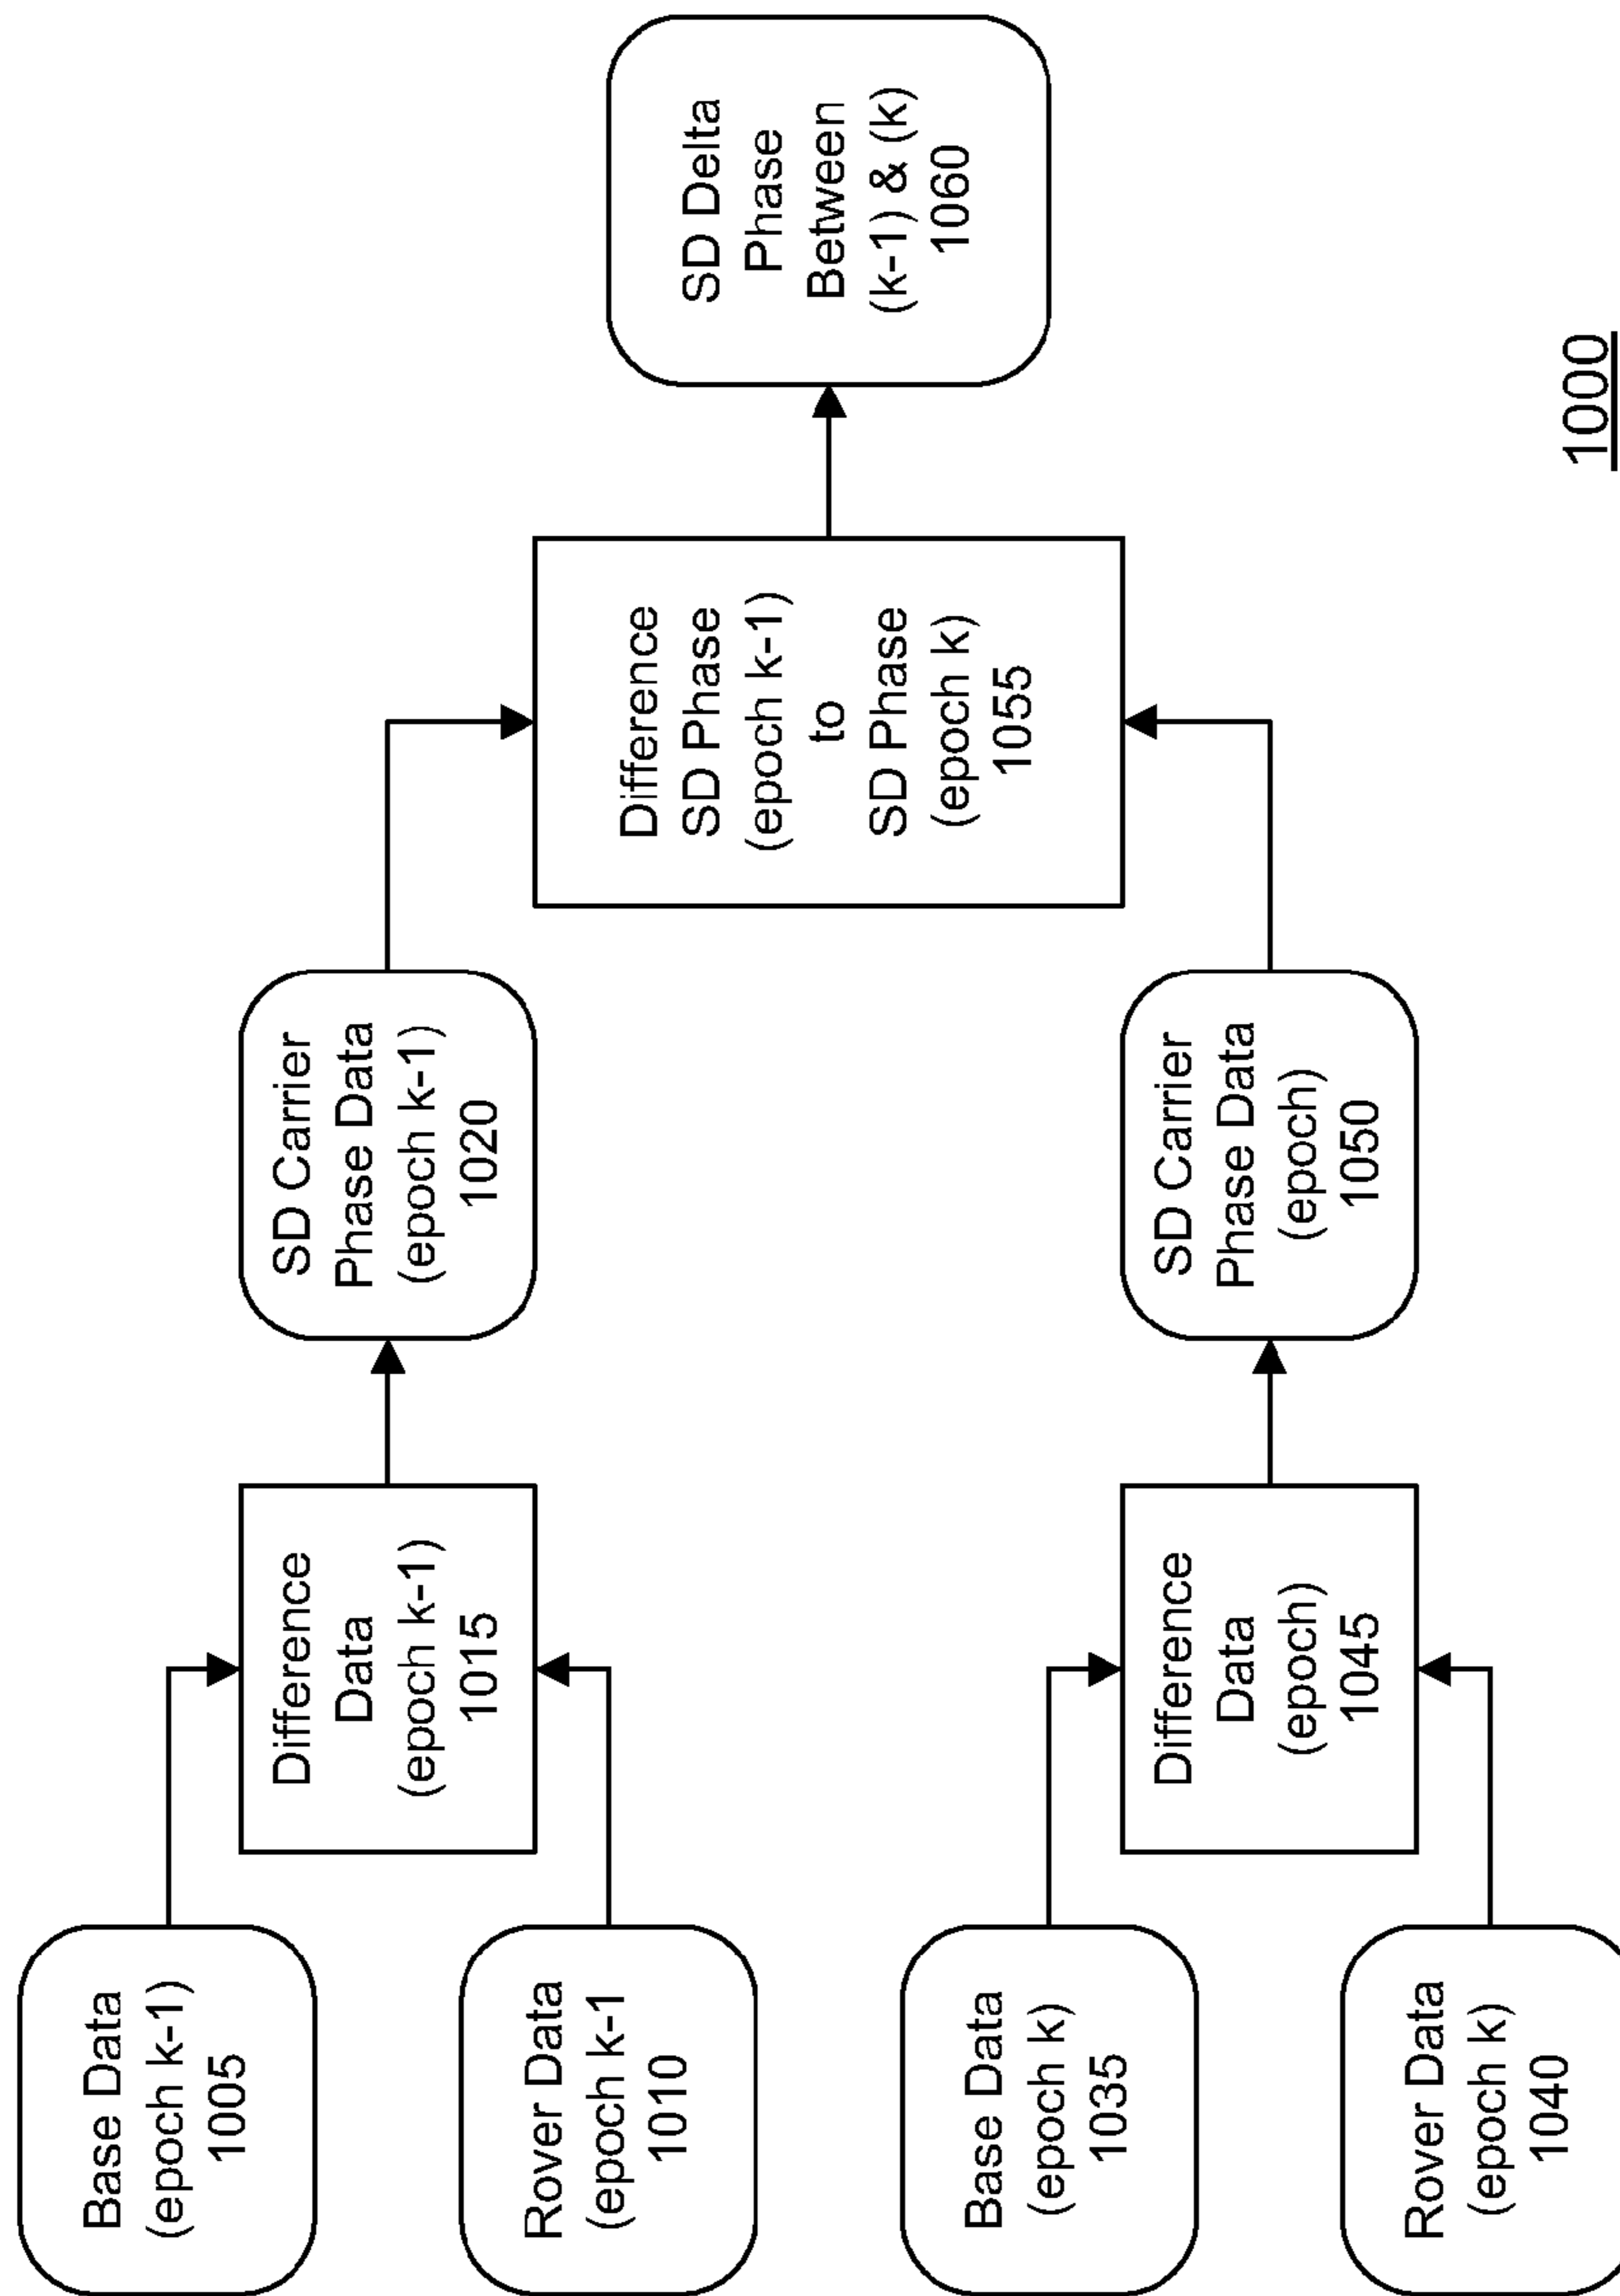 Base Data
(epoch k-1)
1005
Rover Data
(epoch k-1
1010
Difference
Data
(epoch k-1)
1015
SD Carrier
Phase Data
(epoch k-1)
1020
Base Data
(epoch k)
1035
Rover Data
(epoch k)
1040
Difference
Data
(epoch)
1045
SD Carrier
Phase Data
(epoch)
1050
Difference
SD Phase
(epoch k-1)
to
SD Phase
(epoch k)
1055
SD Delta
Phase
Between
(k-1) & (k)
1060
1000